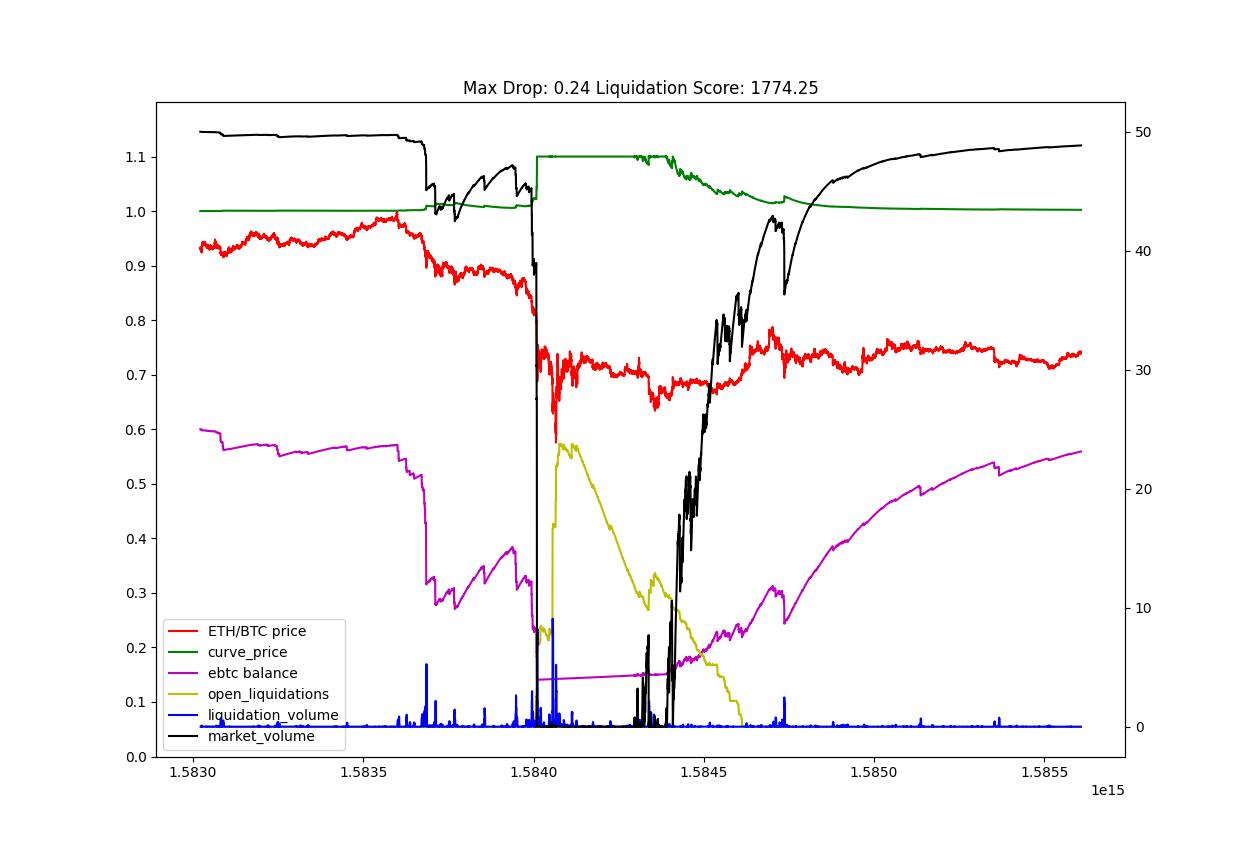 Max Drop: 0.24 Liquidation Score: 1774.25
1.1
1.0
0.9
0.8
0.7
0.6
0.5
0.4
0.3
0.2
0.1
0.0
ETH/BTC price
curve_price
ebtc balance
open_liquidations
liquidation_volume
market_volume
50
40
30
20
10
0
1.5830 1.5835 1.5840 1.5845 1.5850 1.5855
1e15